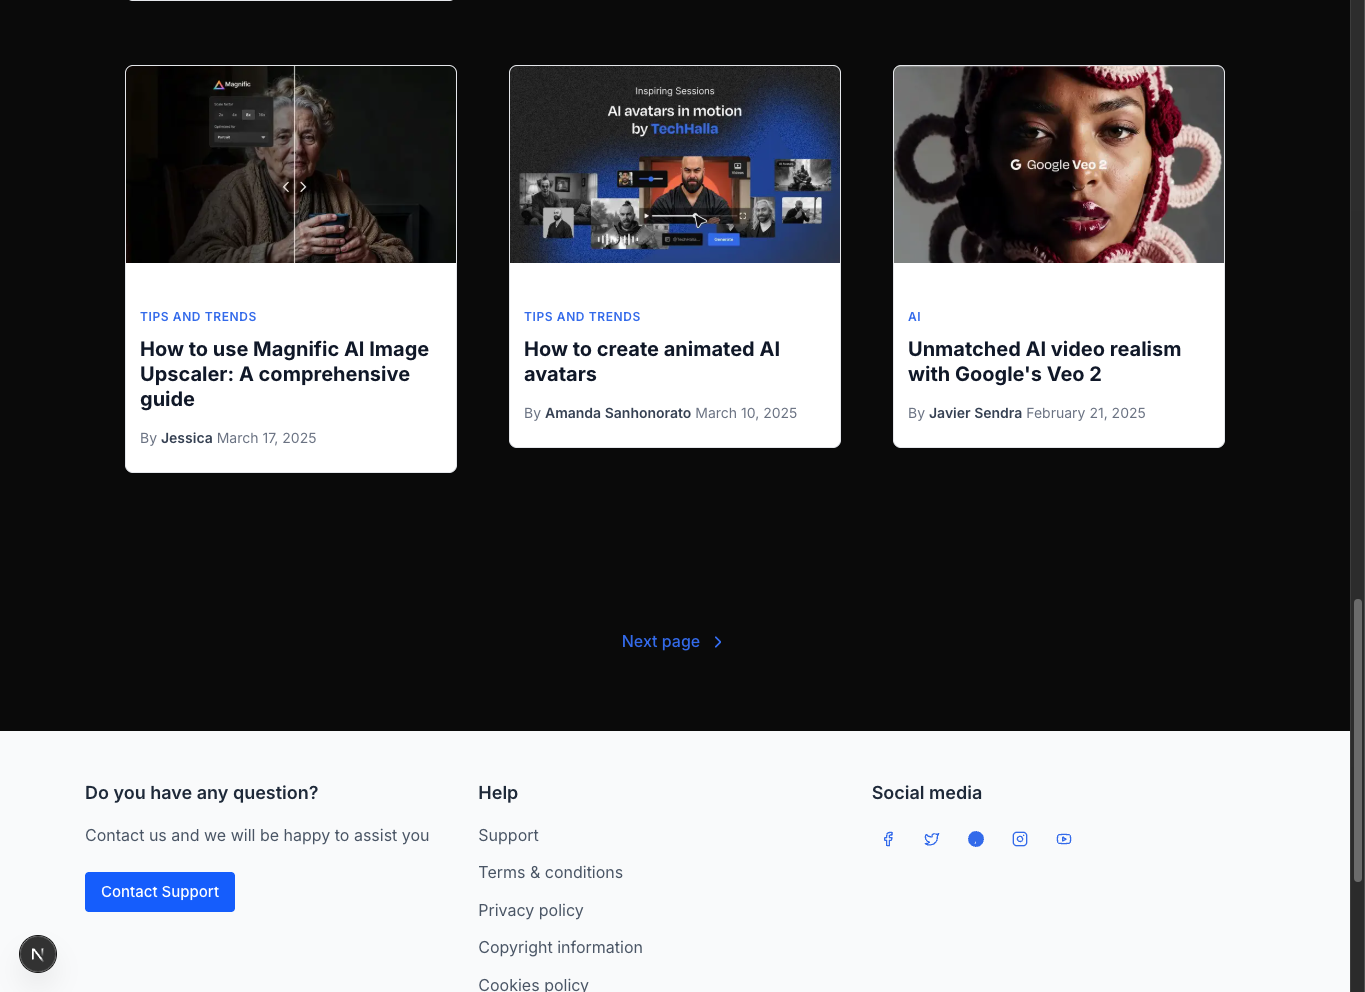 Magnific
Inspiring Sessions
AI avatars in motion
by TechHalla
Generate
Google Veo 2
TIPS AND TRENDS
How to use Magnific AI Image
Upscaler: A comprehensive
guide
By Jessica March 17, 2025
TIPS AND TRENDS
How to create animated AI
avatars
By Amanda Sanhonorato March 10, 2025
AI
Unmatched AI video realism
with Google's Veo 2
By Javier Sendra February 21, 2025
Next page
Do you have any question?
Contact us and we will be happy to assist you
Contact Support
Help
Support
Terms & conditions
Privacy policy
Copyright information
Cookies policy
Social media
N